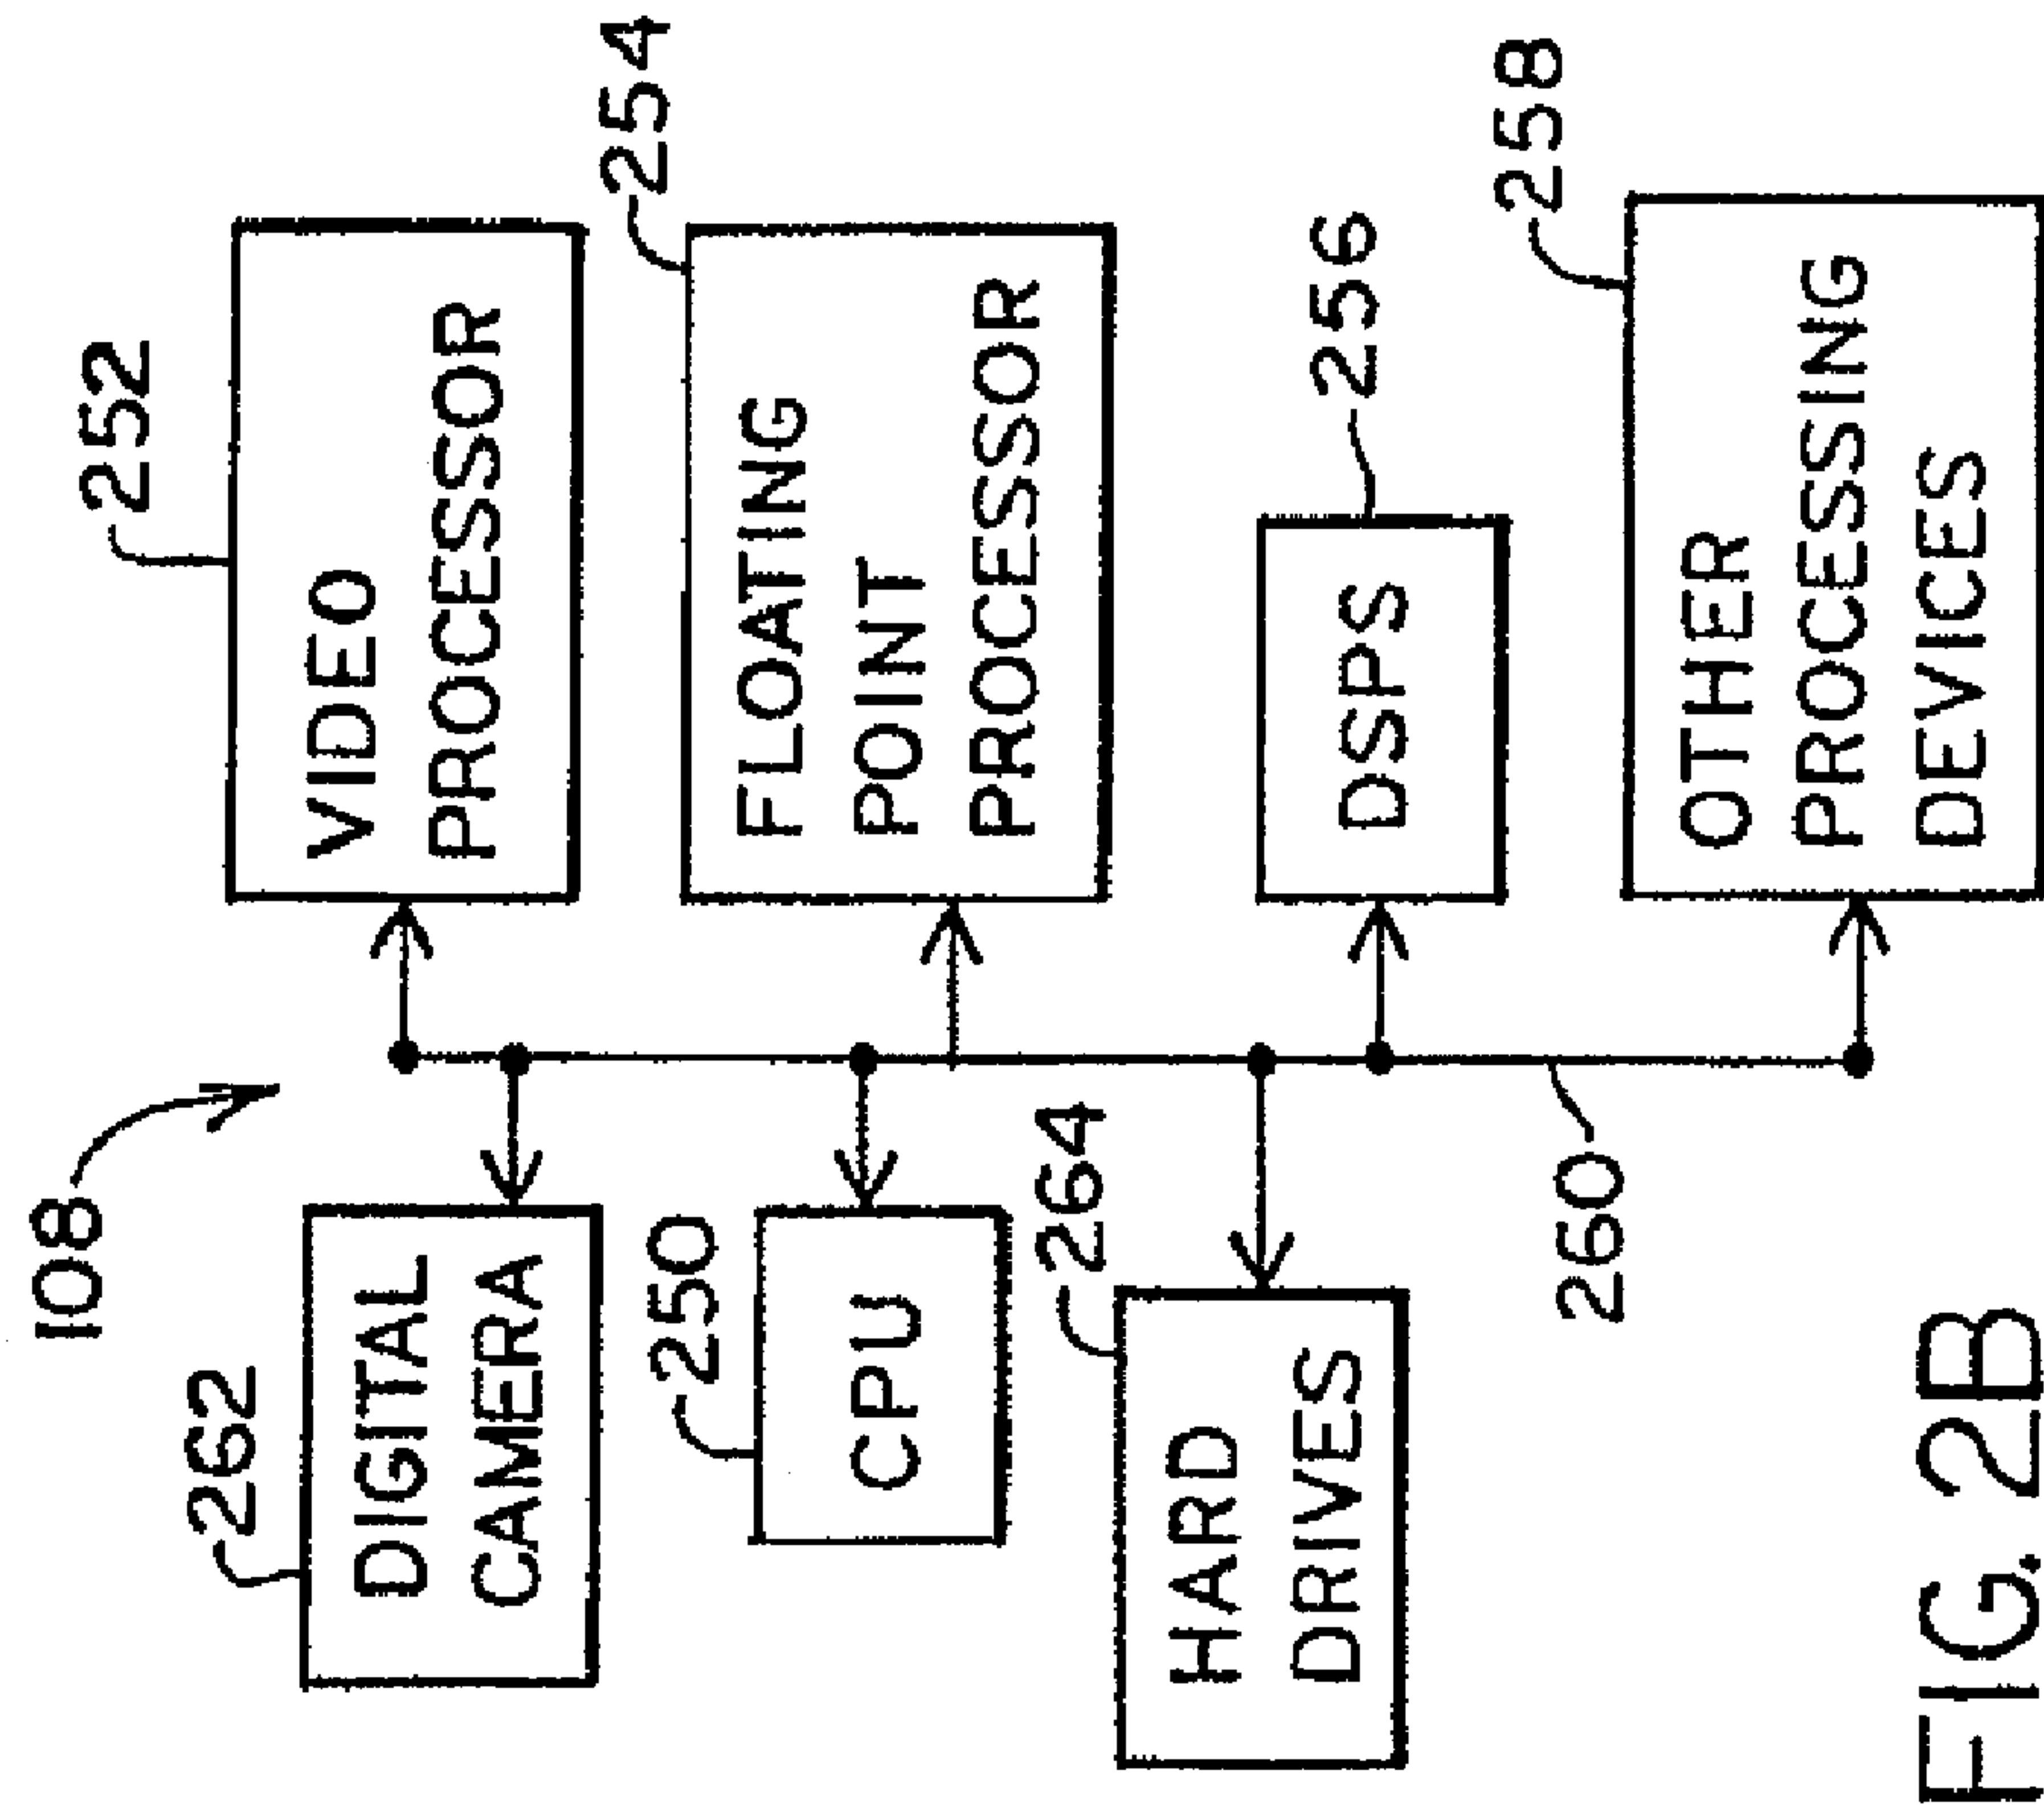 108
262
DIGITAL
CAMERA
252
VIDEO
PROCESSOR
250
CPU
254
FLOATING
POINT
PROCESSOR
264
HARD
DRIVES
256
DSPS
260
258
OTHER
PROCESSING
DEVICES
FIG. 2B